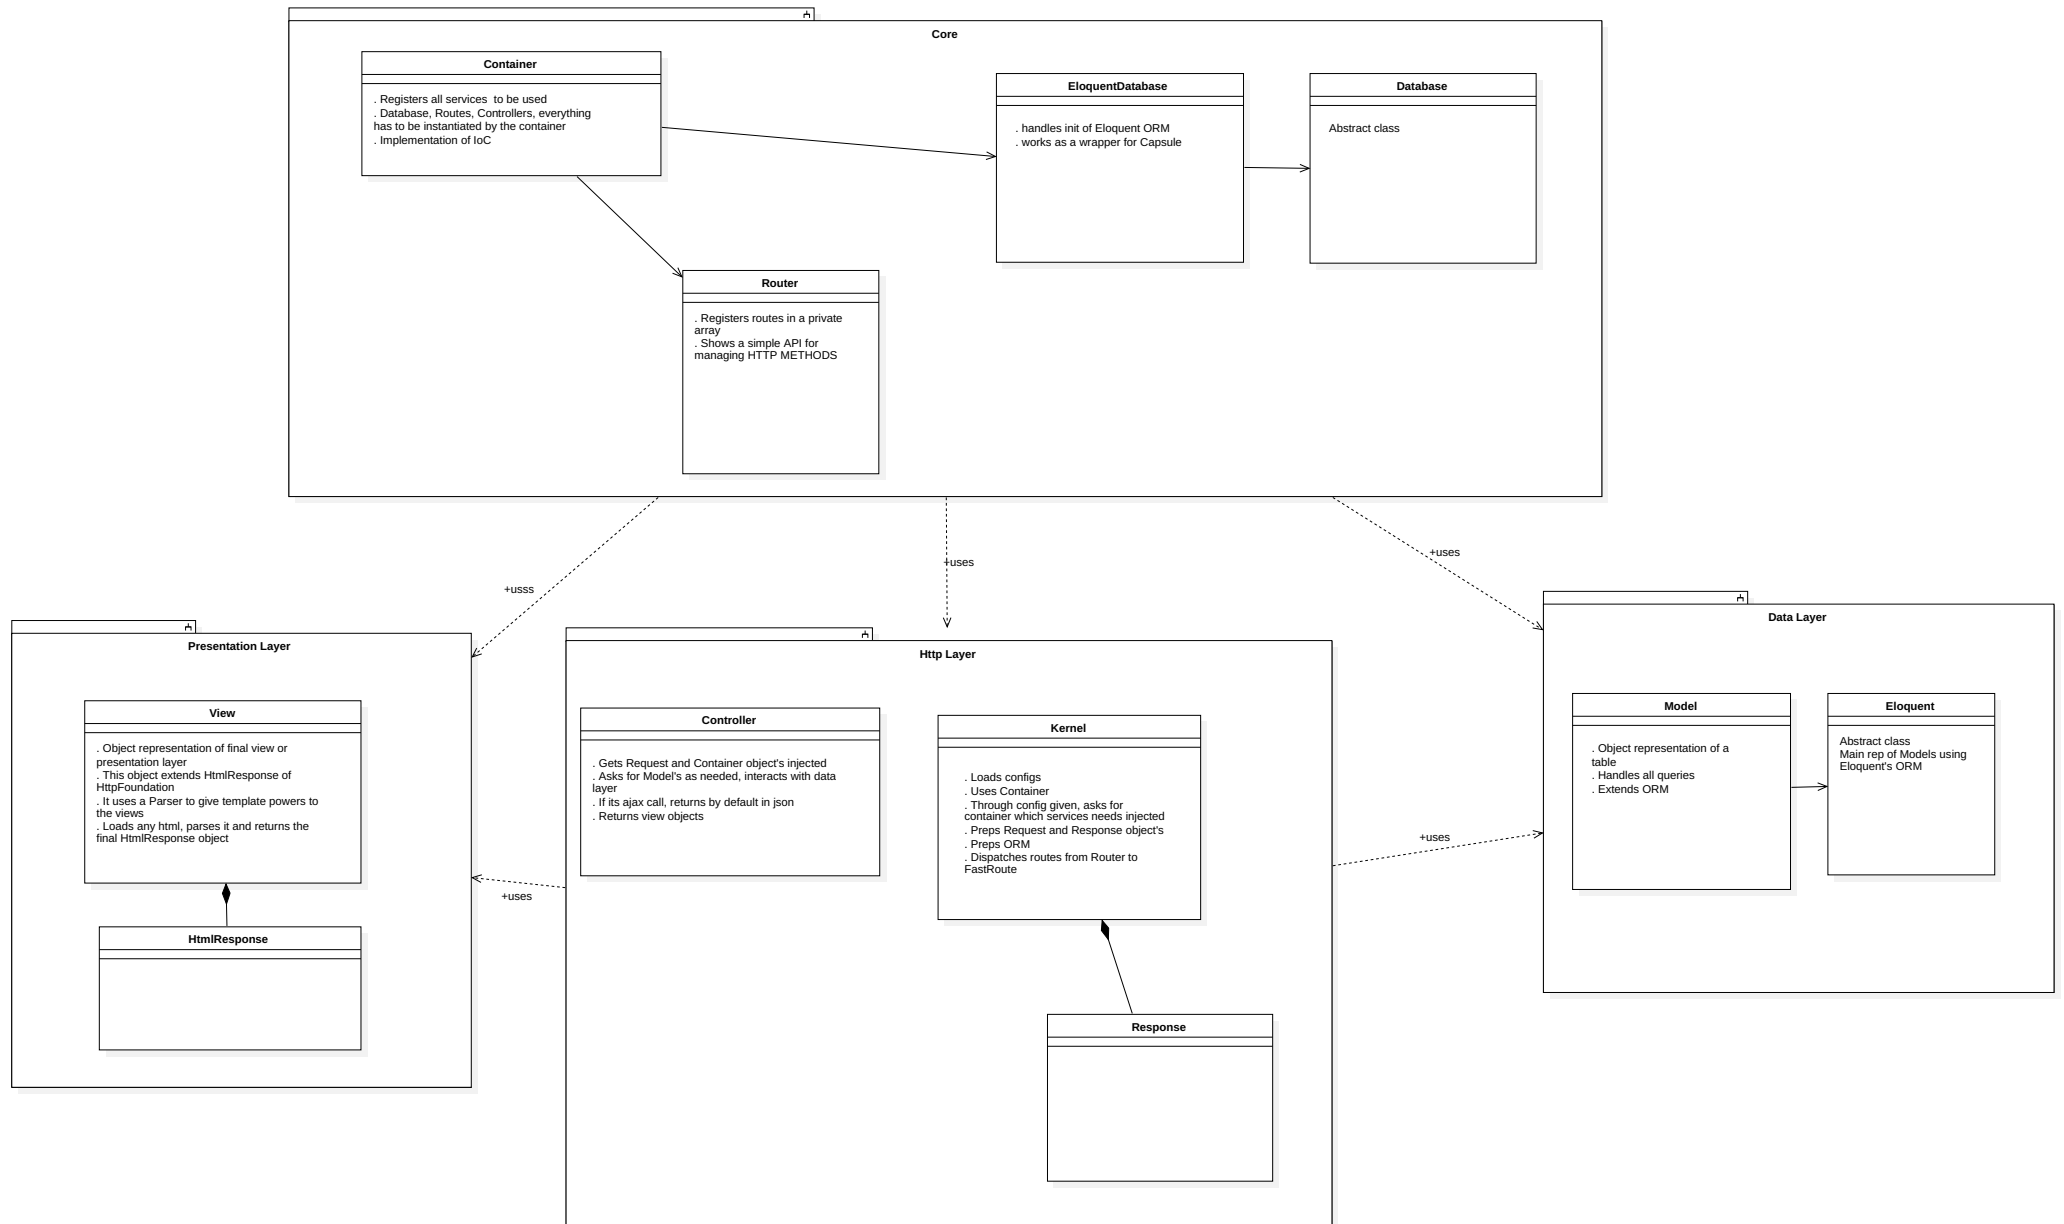 Core
Container
. Registers all services  to be used
. Database, Routes, Controllers, everything
has to be instantiated by the container
. Implementation of IoC
EloquentDatabase
. handles init of Eloquent ORM
. works as a wrapper for Capsule
Database
Abstract class
Router
. Registers routes in a private
array
. Shows a simple API for
managing HTTP METHODS
+usss
+uses
+uses
Presentation Layer
View
. Object representation of final view or
presentation layer
. This object extends HtmlResponse of
HttpFoundation
. It uses a Parser to give template powers to
the views
. Loads any html, parses it and returns the
final HtmlResponse object
HtmlResponse
+uses
Http Layer
Controller
. Gets Request and Container object's injected
. Asks for Model's as needed, interacts with data
layer
. If its ajax call, returns by default in json
. Returns view objects
Kernel
. Loads configs
. Uses Container
. Through config given, asks for
container which services needs injected
. Preps Request and Response object's
. Preps ORM
. Dispatches routes from Router to
FastRoute
Response
+uses
Data Layer
Model
. Object representation of a
table
. Handles all queries
. Extends ORM
Eloquent
Abstract class
Main rep of Models using
Eloquent's ORM